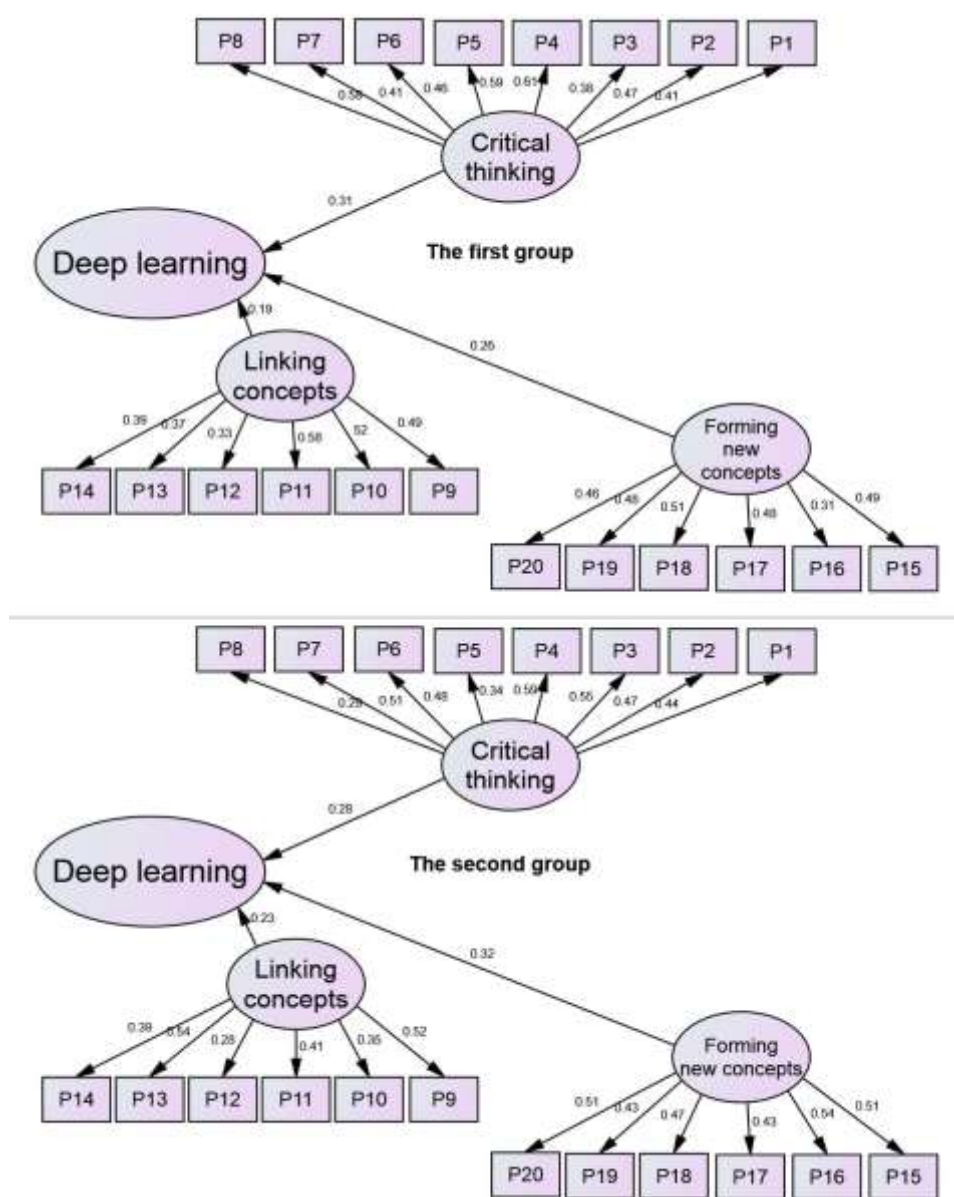 P8 P7 P6 P5 P4 P3 P2 P1
0.58 0.41 0.46 0.59 0.61 0.38 0.47 0.41
Critical
thinking
0.31
The first group
Deep learning
0.19
0.26
Linking
concepts
0.39 0.37 0.33 0.58 52 0.49
P14 P13 P12 P11 P10 P9
Forming
new
concepts
0.46 0.48 0.51 0.48 0.31 0.49
P20 P19 P18 P17 P16 P15
P8 P7 P6 P5 P4 P3 P2 P1
0.29 0.51 0.48 0.34 0.59 0.55 0.47 0.44
Critical
thinking
0.28
The second group
Deep learning
0.23
0.32
Linking
concepts
0.39 0.54 0.28 0.41 0.35 0.52
P14 P13 P12 P11 P10 P9
Forming
new concepts
0.51 0.43 0.47 0.43 0.54 0.51
P20 P19 P18 P17 P16 P15